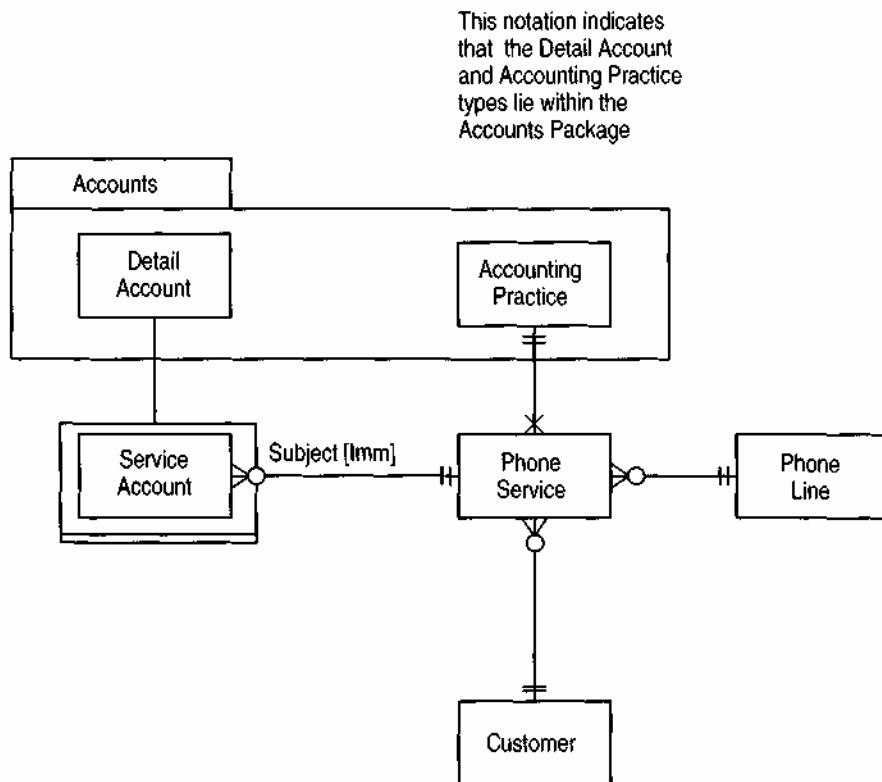 This notation indicates
that the Detail Account
and Accounting Practice
types lie within the
Accounts Package
Accounts
Detail
Account
Accounting
Practice
Service
Account
Subject [Imm]
Phone
Service
Phone
Line
Customer